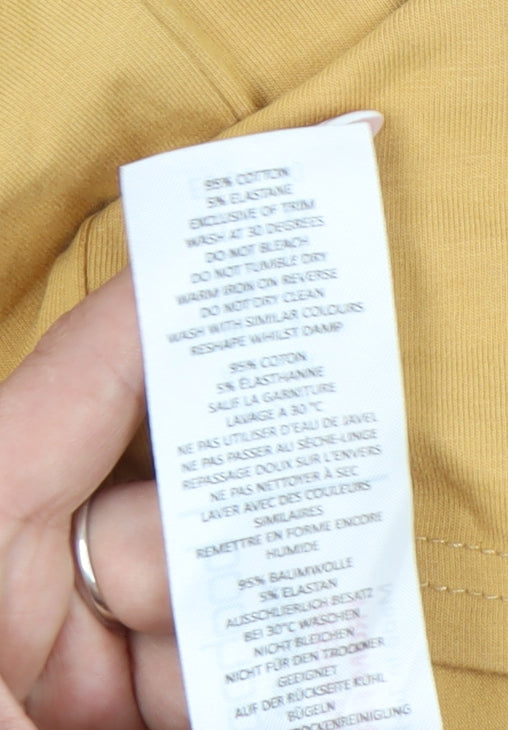 95% COTTON
5% ELASTANE
EXCLUSIVE OF TRIM
WASH AT 30 DEGREES
DO NOT BLEACH
DO NOT TUMBLE DRY
WARM IRON ON REVERSE
DO NOT DRY CLEAN
WASH WITH SIMILAR COLOURS
RESHAPE WHILST DAMP
95% COTON
5% ÉLASTHANNE
SAUF LA GARNITURE
LAVAGE A 30 °C
NE PAS UTILISER D'EAU DE JAVEL
NE PAS PASSER AU SÈCHE-LINGE
REPASSAGE DOUX SUR L'ENVERS
NE PAS NETTOYER À SEC
LAVER AVEC DES COULEURS
SIMILAIRES
REMETTRE EN FORME ENCORE
HUMIDE
95% BAUMWOLLE
5% ELASTAN
AUSSCHLIERLICH BESATZ
BEI 30°C WASCHEN
NICHT BLEICHEN
NICHT FÜR DEN TROCKNER
GEEIGNET
AUF DER RÜCKSEITE KÜHL
BÜGELN